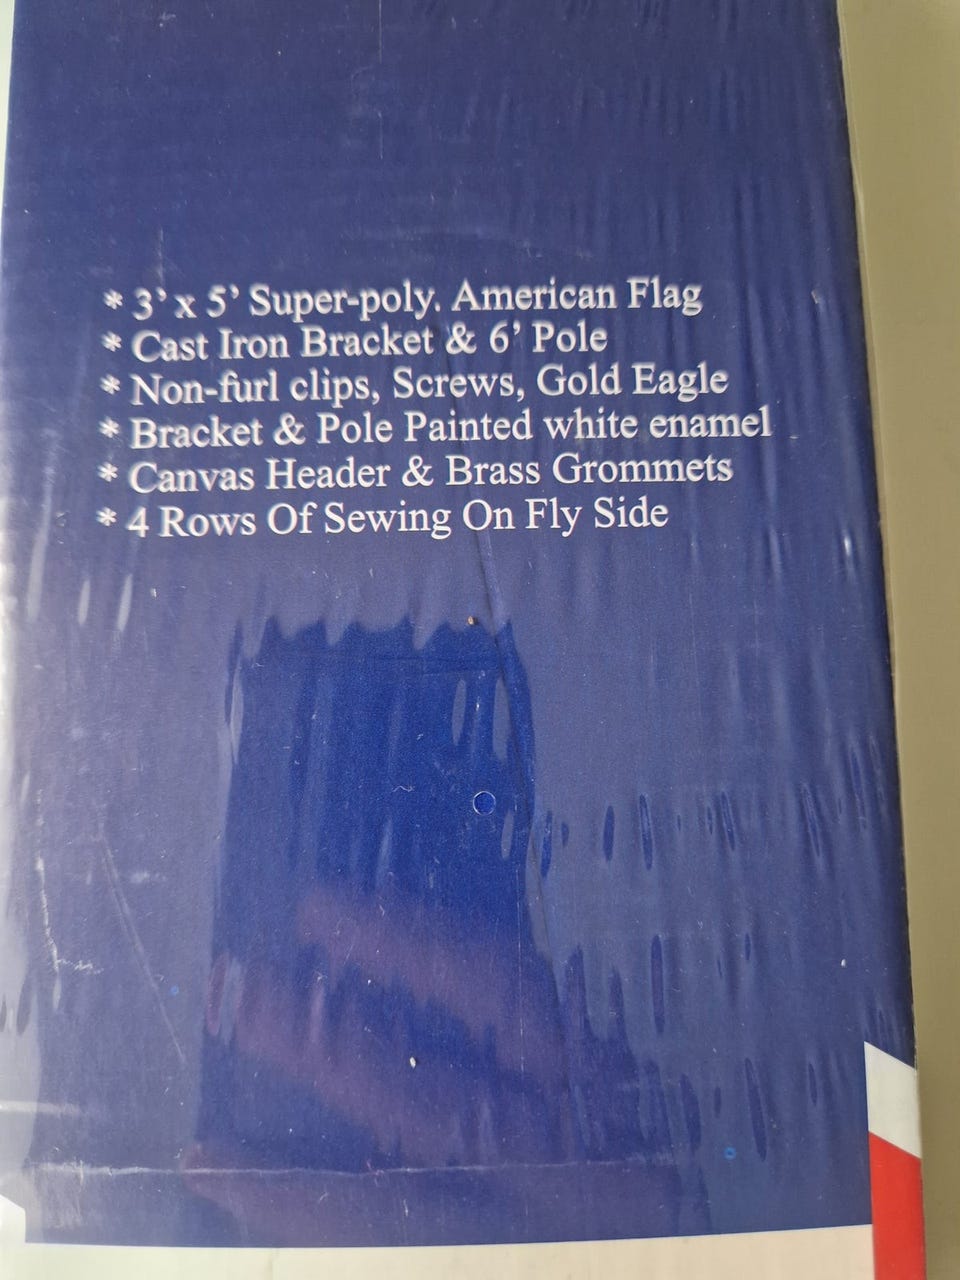 * 3’ x 5’ Super-poly. American Flag
* Cast Iron Bracket & 6’ Pole
* Non-furl clips, Screws, Gold Eagle
* Bracket & Pole Painted white enamel
* Canvas Header & Brass Grommets
* 4 Rows Of Sewing On Fly Side